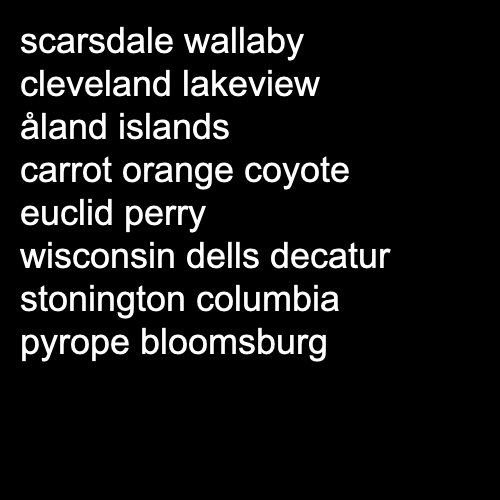 scarsdale wallaby
cleveland lakeview
åland islands
carrot orange coyote
euclid perry
wisconsin dells decatur
stonington columbia
pyrope bloomsburg